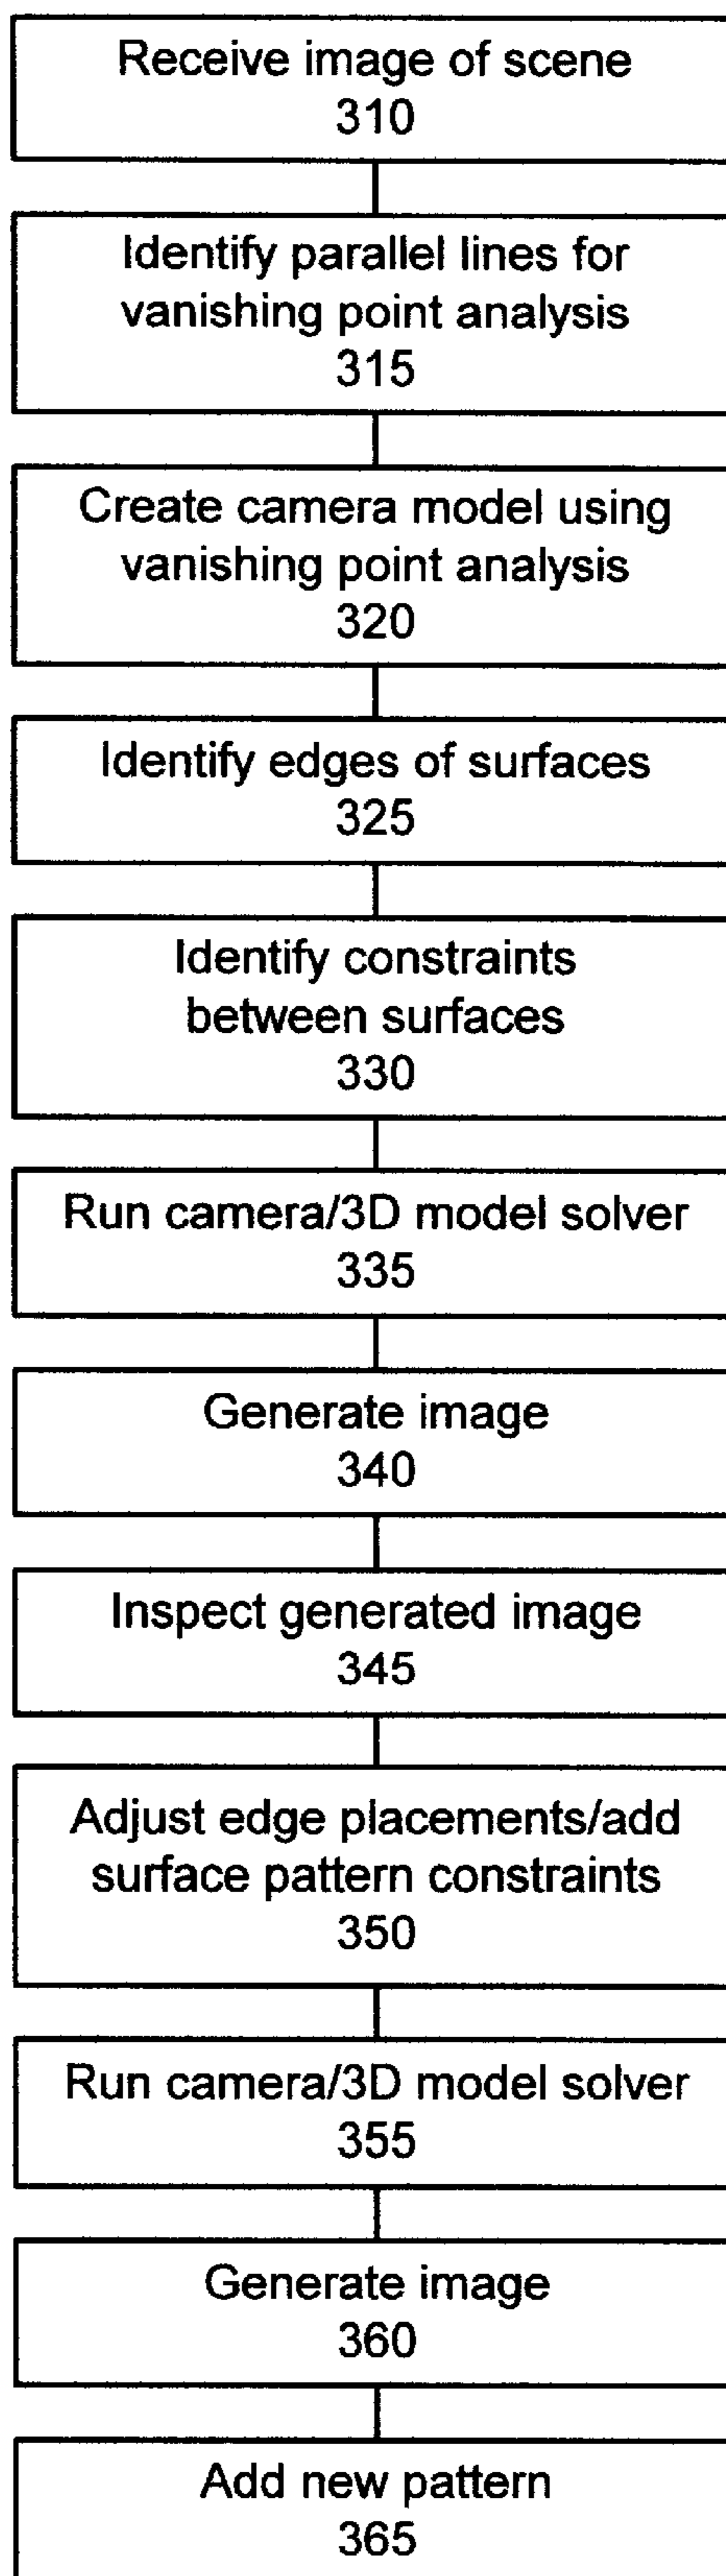 Receive image of scene
310
Identify parallel lines for
vanishing point analysis
315
Create camera model using
vanishing point analysis
320
Identify edges of surfaces
325
Identify constraints
between surfaces
330
Run camera/3D model solver
335
Generate image
340
Inspect generated image
345
Adjust edge placements/add
surface pattern constraints
350
Run camera/3D model solver
355
Generate image
360
Add new pattern
365